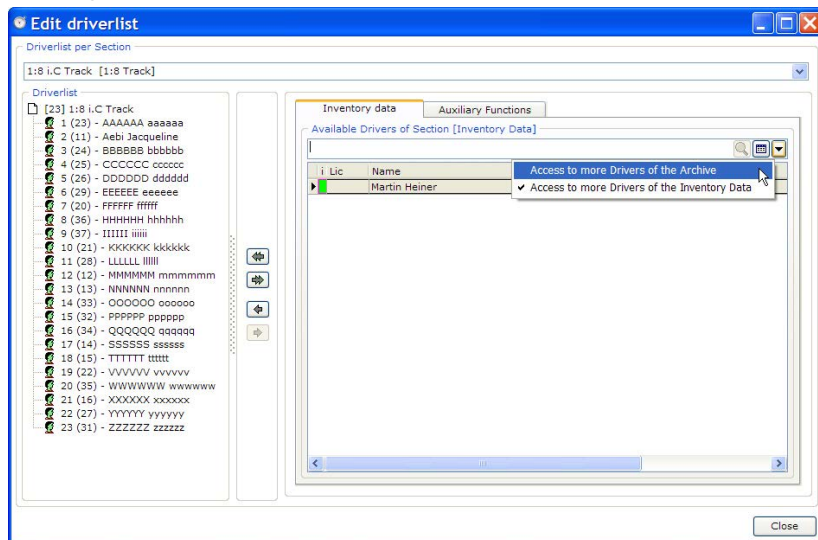 Edit driverlist
Driverlist per Section
1:8 i.C Track [1:8 Track]
Driverlist
[23] 1:8 i.C Track
1 (23) - AAAAAA aaaaaa
2 (11) - Aebi Jacqueline
3 (24) - BBBBBB bbbbbb
4 (25) - CCCCCC cccccc
5 (26) - DDDDDD dddddd
6 (29) - EEEEEE eeeeee
7 (20) - FFFFFF ffffff
8 (36) - HHHHHH hhhhhh
9 (37) - IIIIII iiiiii
10 (21) - KKKKKK kkkkkk
11 (28) - LLLLLL llllll
12 (12) - MMMMMM mmmmmm
13 (13) - NNNNNN nnnnnn
14 (33) - OOOOOO oooooo
15 (32) - PPPPPP pppppp
16 (34) - QQQQQQ qqqqqq
17 (14) - SSSSSS ssssss
18 (15) - TTTTTT tttttt
19 (22) - VVVVVV vvvvvv
20 (35) - WWWWWW wwwwww
21 (16) - XXXXXX xxxxxx
22 (27) - YYYYYY yyyyyy
23 (31) - ZZZZZZ zzzzzz
Inventory data
Auxiliary Functions
Available Drivers of Section [Inventory Data]
i Lic Name
Martin Heiner
Access to more Drivers of the Archive
Access to more Drivers of the Inventory Data
Close